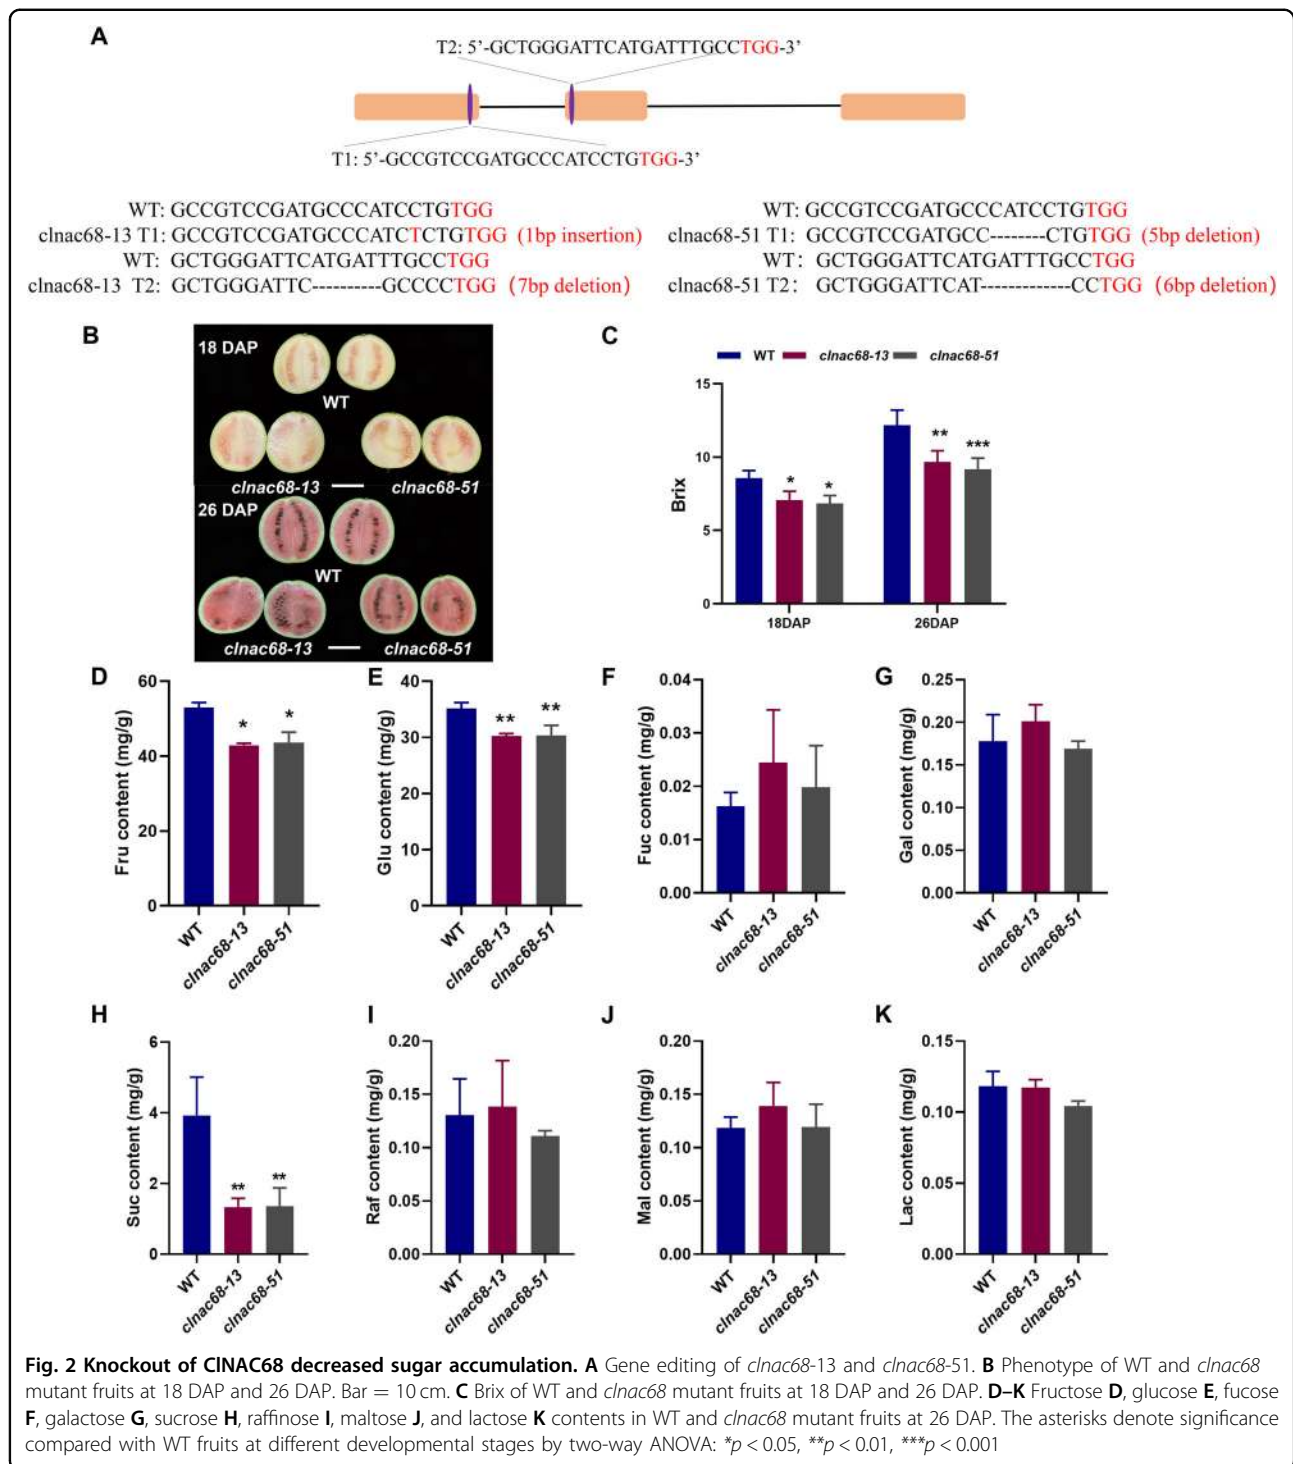 A
T2: 5’-GCTGGGATTCATGATTTGCCTGG-3’
T1: 5’-GCCGTCCGATGCCCATCCTGTGG-3’
WT: GCCGTCCGATGCCCATCCTGTGG
clnac68-13 T1: GCCGTCCGATGCCCATCTCTGTGG (1bp insertion)
WT: GCTGGGATTCATGATTTGCCTGG
clnac68-13 T2: GCTGGGATTC----------GCCCCTGG (7bp deletion)
WT: GCCGTCCGATGCCCATCCTGTGG
clnac68-51 T1: GCCGTCCGATGCC--------CTGTGG (5bp deletion)
WT: GCTGGGATTCATGATTTGCCTGG
clnac68-51 T2: GCTGGGATTCAT-------------CCTGG (6bp deletion)
B
18 DAP
WT
clnac68-13 clnac68-51
26 DAP
WT
clnac68-13 clnac68-51
C
WT clnac68-13 clnac68-51
Brix
15
10
5
0
* * ** ***
18DAP 26DAP
D
Fru content (mg/g)
60
40
20
0
* *
WT clnac68-13 clnac68-51
E
Glu content (mg/g)
40
30
20
10
0
** **
WT clnac68-13 clnac68-51
F
Fuc content (mg/g)
0.04
0.03
0.02
0.01
0.00
WT clnac68-13 clnac68-51
G
Gal content (mg/g)
0.25
0.20
0.15
0.10
0.05
0.00
WT clnac68-13 clnac68-51
H
Suc content (mg/g)
6
4
2
0
** **
WT clnac68-13 clnac68-51
I
Raf content (mg/g)
0.20
0.15
0.10
0.05
0.00
WT clnac68-13 clnac68-51
J
Mal content (mg/g)
0.20
0.15
0.10
0.05
0.00
WT clnac68-13 clnac68-51
K
Lac content (mg/g)
0.15
0.10
0.05
0.00
WT clnac68-13 clnac68-51
Fig. 2 Knockout of ClNAC68 decreased sugar accumulation. A Gene editing of clnac68-13 and clnac68-51. B Phenotype of WT and clnac68
mutant fruits at 18 DAP and 26 DAP. Bar = 10 cm. C Brix of WT and clnac68 mutant fruits at 18 DAP and 26 DAP. D–K Fructose D, glucose E, fucose
F, galactose G, sucrose H, raffinose I, maltose J, and lactose K contents in WT and clnac68 mutant fruits at 26 DAP. The asterisks denote significance
compared with WT fruits at different developmental stages by two-way ANOVA: *p < 0.05, **p < 0.01, ***p < 0.001